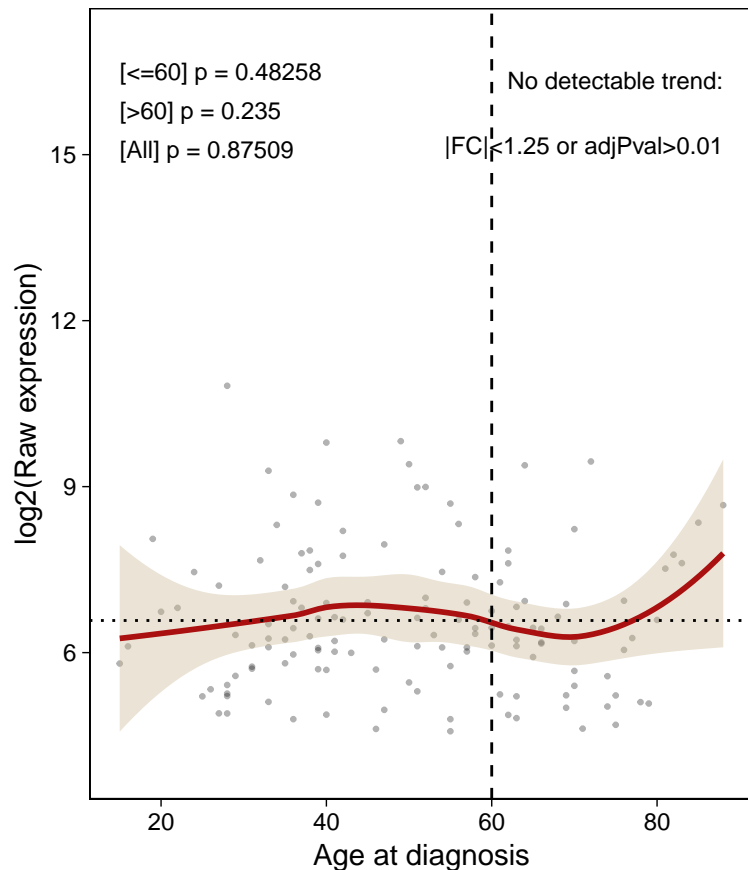 [<=60] p = 0.48258
[>60] p = 0.235
[All] p = 0.87509
No detectable trend:
|FC|<1.25 or adjPval>0.01
log2(Raw expression)
15
12
9
6
20
40
60
80
Age at diagnosis